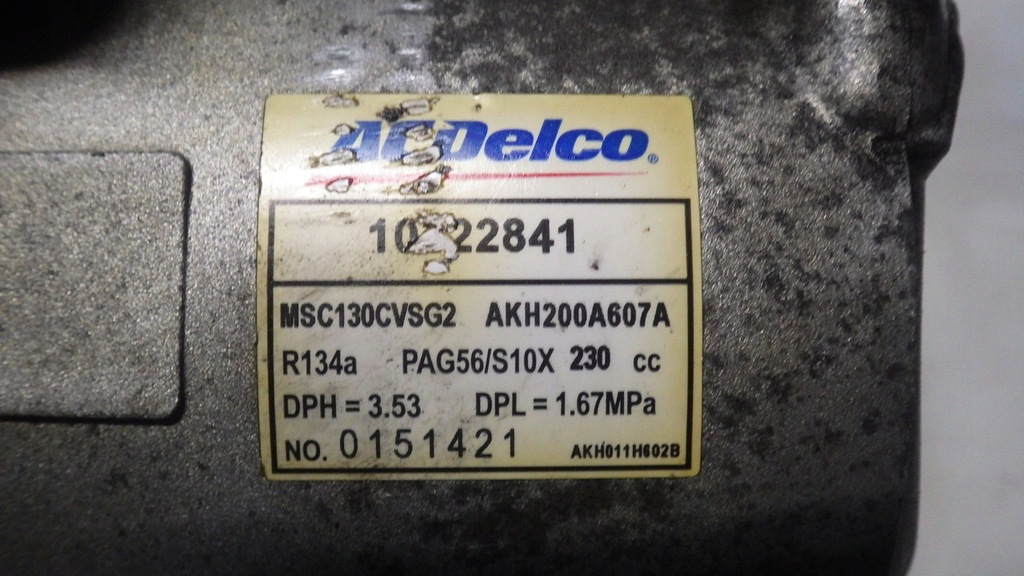 ACDelco®
MSC130CVSG2 AKH200A607A
R134a PAG56/S10X 230 cc
DPH = 3.53 DPL = 1.67MPa
NO. 0151421 AKH011H602B